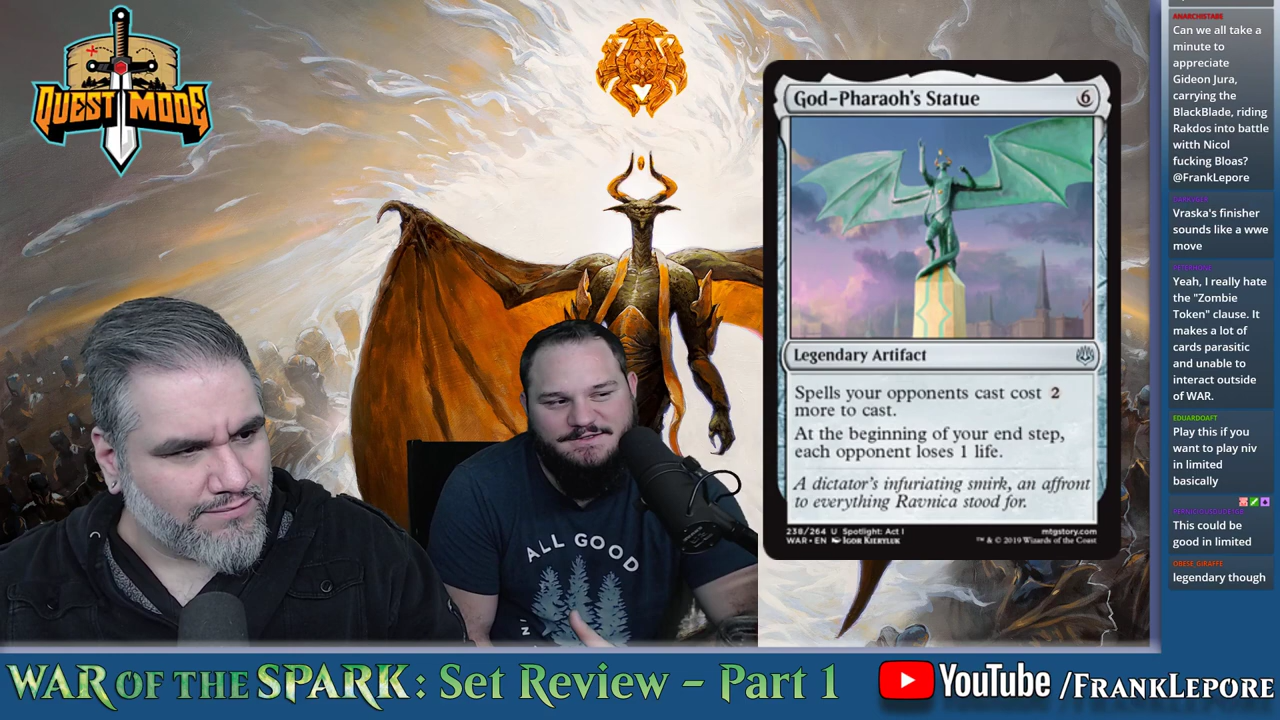 QUEST MODE
God-Pharaoh's Statue 6
Legendary Artifact
Spells your opponents cast cost 2
more to cast.
At the beginning of your end step,
each opponent loses 1 life.
A dictator's infuriating smirk, an affront
to everything Ravnica stood for.
238/264 U Spotlight: Act I
mtgstory.com
WAR • EN Igor Kieryluk
™ & © 2019 Wizards of the Coast
ALL GOOD
ANARCHISTABE
Can we all take a
minute to
appreciate
Gideon Jura,
carrying the
BlackBlade, riding
Rakdos into battle
witth Nicol
fucking Bloas?
@FrankLepore
Vraska's finisher
sounds like a wwe
move
Yeah, I really hate
the "Zombie
Token" clause. It
makes a lot of
cards parasitic
and unable to
interact outside
of WAR.
EDUARDOAFT
Play this if you
want to play niv
in limited
basically
This could be
good in limited
OBESE GIRAFFE
legendary though
WAR OF THE SPARK: Set Review - Part 1
YouTube /FrankLepore